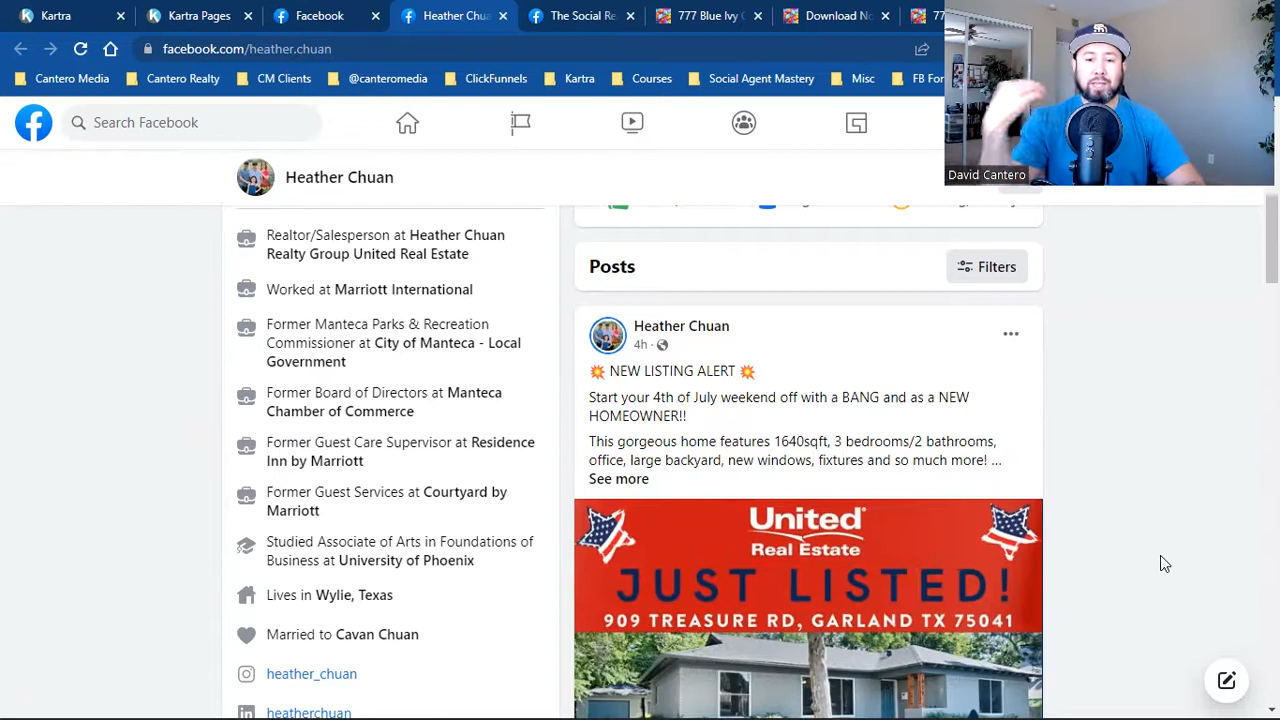 Kartra
Kartra Pages
Facebook
Heather Chua
The Social Re
777 Blue Ivy
Download No
77
facebook.com/heather.chuan
Cantero Media
Cantero Realty
CM Clients
@canteromedia
ClickFunnels
Kartra
Courses
Social Agent Mastery
Misc
FB For
Search Facebook
David Cantero
Heather Chuan
Realtor/Salesperson at Heather Chuan
Realty Group United Real Estate
Worked at Marriott International
Former Manteca Parks & Recreation
Commissioner at City of Manteca - Local
Government
Former Board of Directors at Manteca
Chamber of Commerce
Former Guest Care Supervisor at Residence
Inn by Marriott
Former Guest Services at Courtyard by
Marriott
Studied Associate of Arts in Foundations of
Business at University of Phoenix
Lives in Wylie, Texas
Married to Cavan Chuan
heather_chuan
heatherchuan
Posts
Filters
Heather Chuan
4h
💥 NEW LISTING ALERT 💥
Start your 4th of July weekend off with a BANG and as a NEW
HOMEOWNER!!
This gorgeous home features 1640sqft, 3 bedrooms/2 bathrooms,
office, large backyard, new windows, fixtures and so much more! ...
See more
United
Real Estate
JUST LISTED!
909 TREASURE RD, GARLAND TX 75041